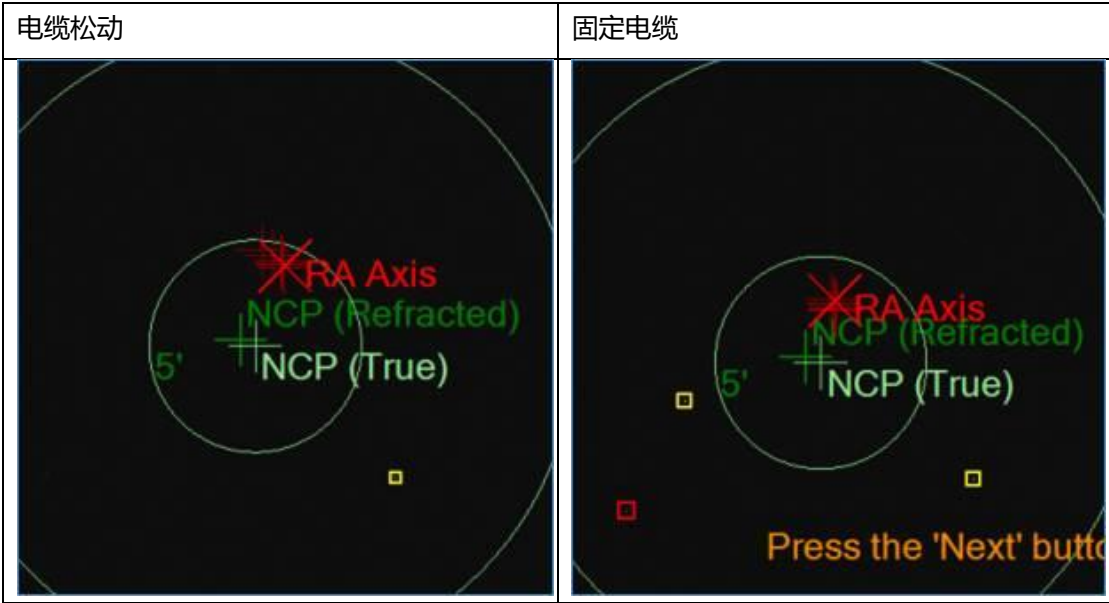 电缆松动
固定电缆
RA Axis
NCP (Refracted)
NCP (True)
5'
RA Axis
NCP (Refracted)
NCP (True)
5'
Press the 'Next' butto